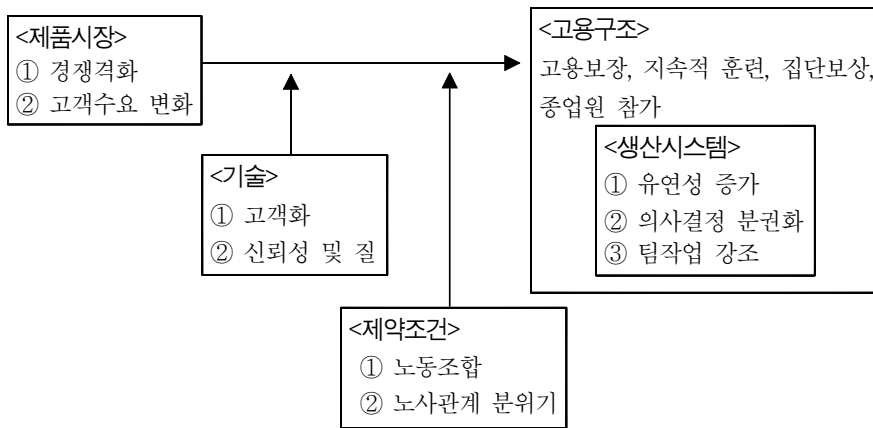 <제품시장>
① 경쟁격화
② 고객수요 변화
<고용구조>
고용보장, 지속적 훈련, 집단보상,
종업원 참가
<생산시스템>
① 유연성 증가
② 의사결정 분권화
③ 팀작업 강조
<기술>
① 고객화
② 신뢰성 및 질
<제약조건>
① 노동조합
② 노사관계 분위기